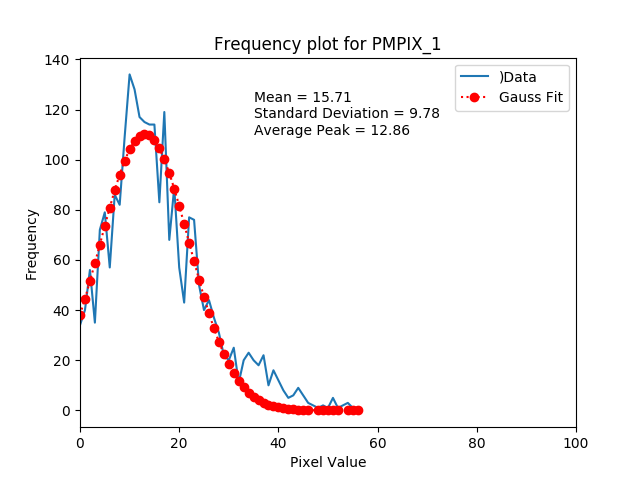 Frequency plot for PMPIX_1
)Data
Gauss Fit
Mean = 15.71
Standard Deviation = 9.78
Average Peak = 12.86
Frequency
140
120
100
80
60
40
20
0
0 20 40 60 80 100
Pixel Value